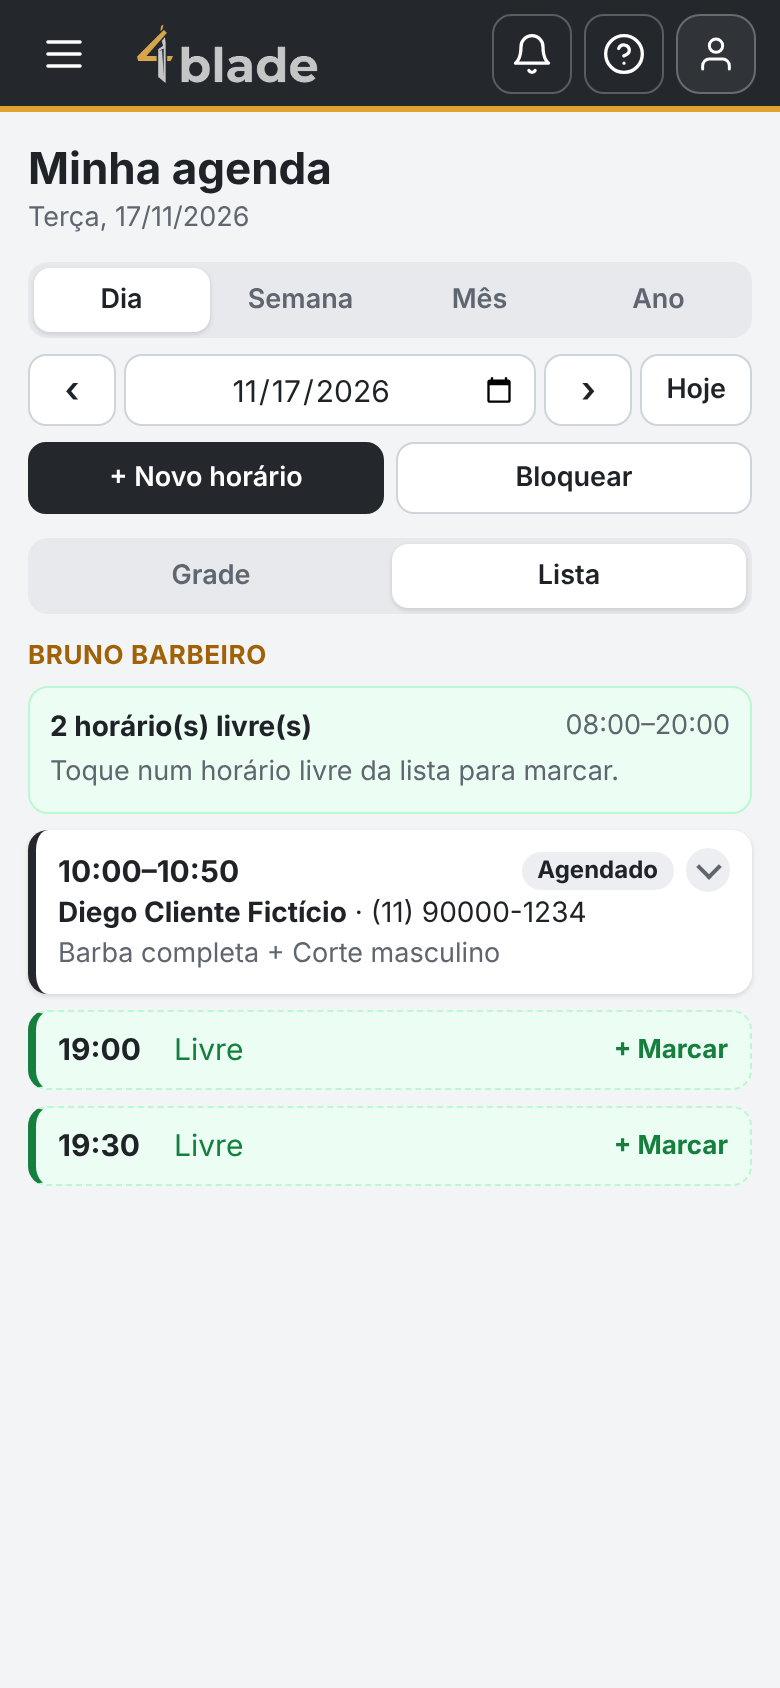 4blade
Minha agenda
Terça, 17/11/2026
Dia Semana Mês Ano
‹ 11/17/2026 › Hoje
+ Novo horário Bloquear
Grade Lista
BRUNO BARBEIRO
2 horário(s) livre(s) 08:00–20:00
Toque num horário livre da lista para marcar.
10:00–10:50 Agendado
Diego Cliente Fictício · (11) 90000-1234
Barba completa + Corte masculino
19:00 Livre + Marcar
19:30 Livre + Marcar